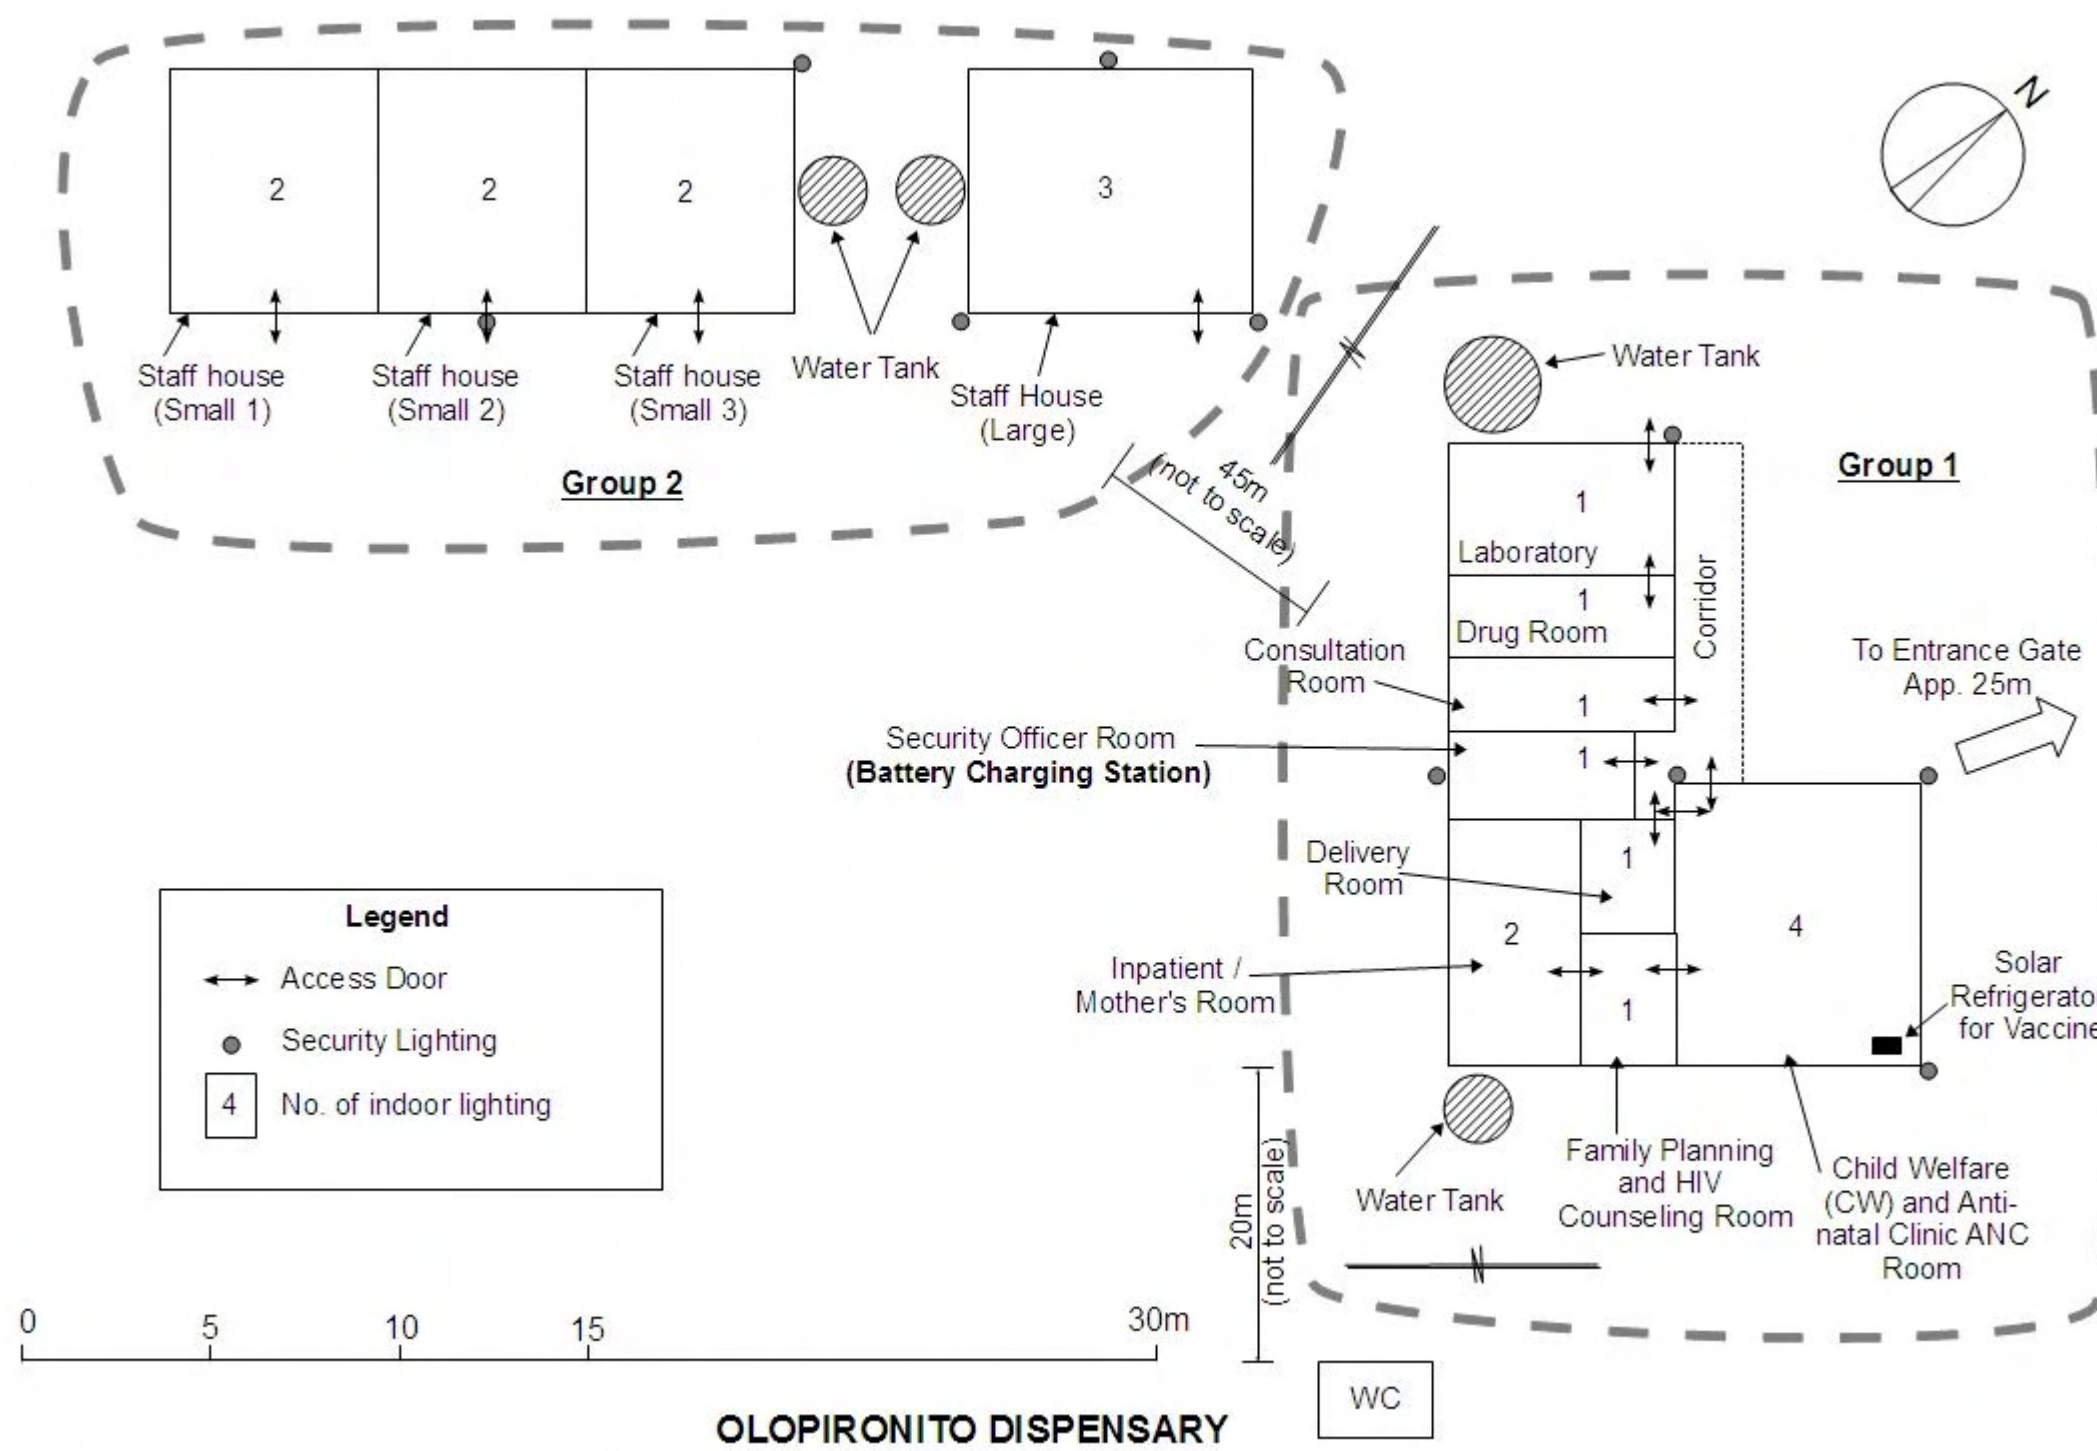 N
2
2
2
3
Staff house
(Small 1)
Staff house
(Small 2)
Staff house
(Small 3)
Water Tank
Staff House
(Large)
Group 2
45m
(not to scale)
Water Tank
Group 1
1
Laboratory
1
Drug Room
Corridor
Consultation
Room
1
To Entrance Gate
App. 25m
Security Officer Room
(Battery Charging Station)
1
Delivery
Room
1
2
4
Inpatient /
Mother's Room
1
Solar
Refrigerato
for Vaccine
Legend
Access Door
Security Lighting
4
No. of indoor lighting
Water Tank
Family Planning
and HIV
Counseling Room
Child Welfare
(CW) and Anti-
natal Clinic ANC
Room
20m
(not to scale)
0
5
10
15
30m
WC
OLOPIRONITO DISPENSARY